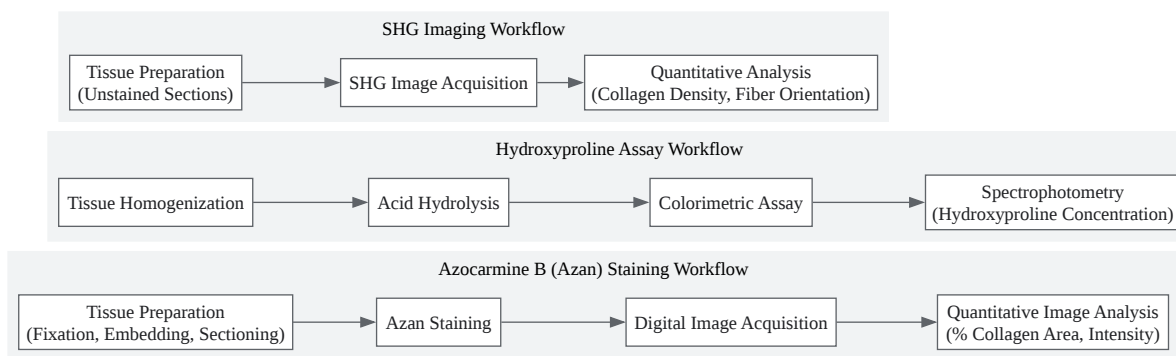 SHG Imaging Workflow
Tissue Preparation
(Unstained Sections)
SHG Image Acquisition
Quantitative Analysis
(Collagen Density, Fiber Orientation)
Hydroxyproline Assay Workflow
Tissue Homogenization
Acid Hydrolysis
Colorimetric Assay
Spectrophotometry
(Hydroxyproline Concentration)
Azocarmine B (Azan) Staining Workflow
Tissue Preparation
(Fixation, Embedding, Sectioning)
Azan Staining
Digital Image Acquisition
Quantitative Image Analysis
(% Collagen Area, Intensity)